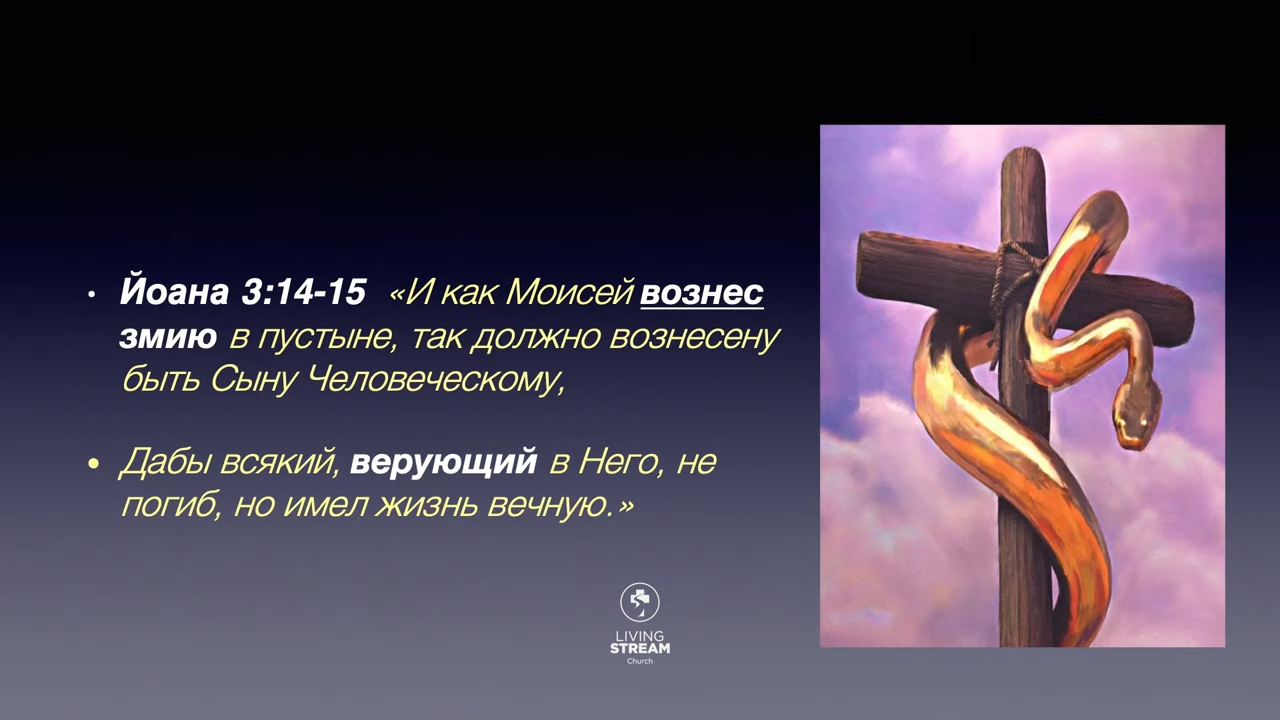 • Йоана 3:14-15 «И как Моисей вознес
змию в пустыне, так должно вознесену
быть Сыну Человеческому,
• Дабы всякий, верующий в Него, не
погиб, но имел жизнь вечную.»
LIVING
STREAM
Church